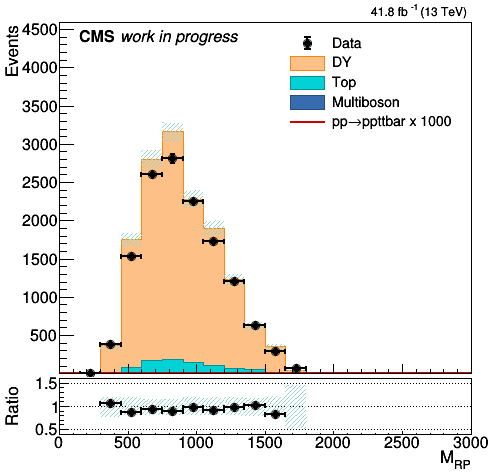 41.8 fb⁻¹ (13 TeV)
CMS work in progress
Events
4500
4000
3500
3000
2500
2000
1500
1000
500
Data
DY
Top
Multiboson
pp→ppttbar x 1000
Ratio
1.5
1
0.5
0 500 1000 1500 2000 2500 3000
M_RP